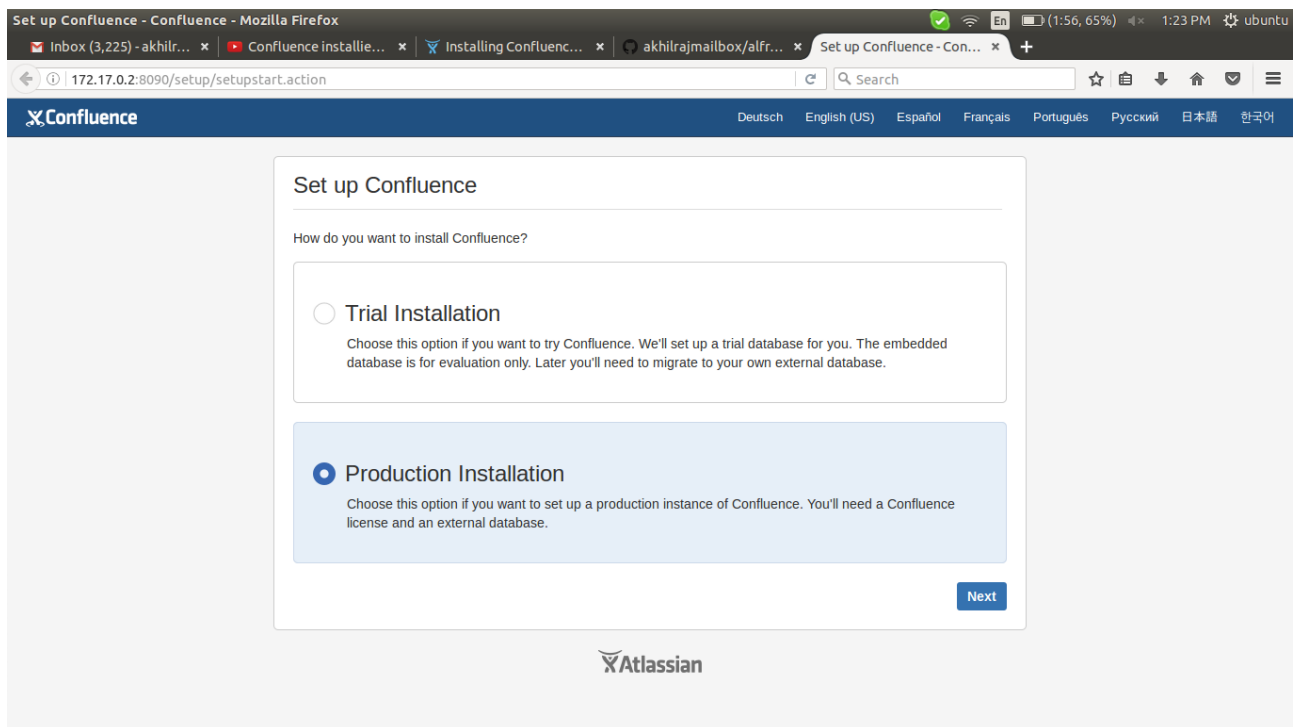 Set up Confluence - Confluence - Mozilla Firefox En (1:56, 65%) 1:23 PM ubuntu
Inbox (3,225) - akhilr... Confluence installie... Installing Confluenc... akhilrajmailbox/alfr... Set up Confluence - Con...
172.17.0.2:8090/setup/setupstart.action Search
Confluence Deutsch English (US) Español Français Português Русский 日本語 한국어
Set up Confluence
How do you want to install Confluence?
Trial Installation
Choose this option if you want to try Confluence. We'll set up a trial database for you. The embedded
database is for evaluation only. Later you'll need to migrate to your own external database.
Production Installation
Choose this option if you want to set up a production instance of Confluence. You'll need a Confluence
license and an external database.
Next
Atlassian